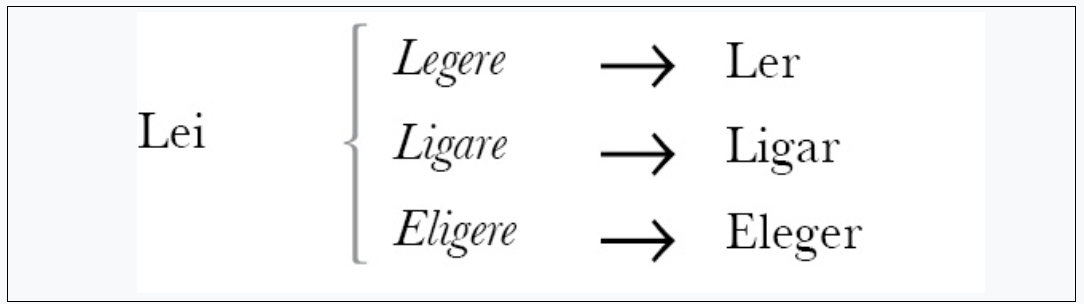 Legere → Ler
Lei
Ligare → Ligar
Eligere → Eleger